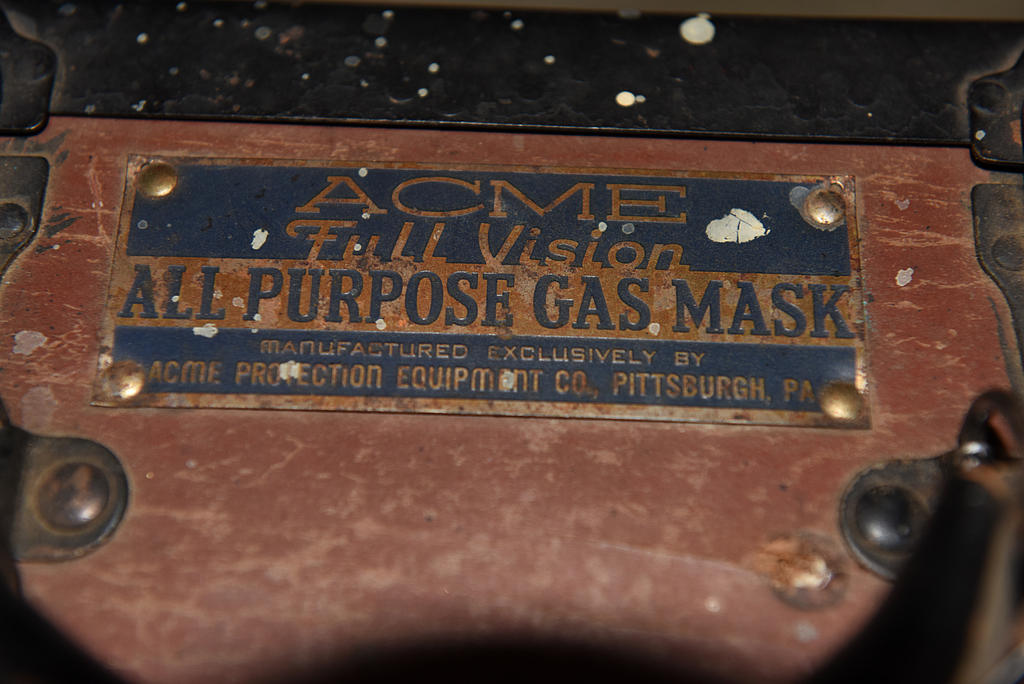 ACME
Full Vision
ALL PURPOSE GAS MASK
MANUFACTURED EXCLUSIVELY BY
ACME PROTECTION EQUIPMENT CO., PITTSBURGH, PA